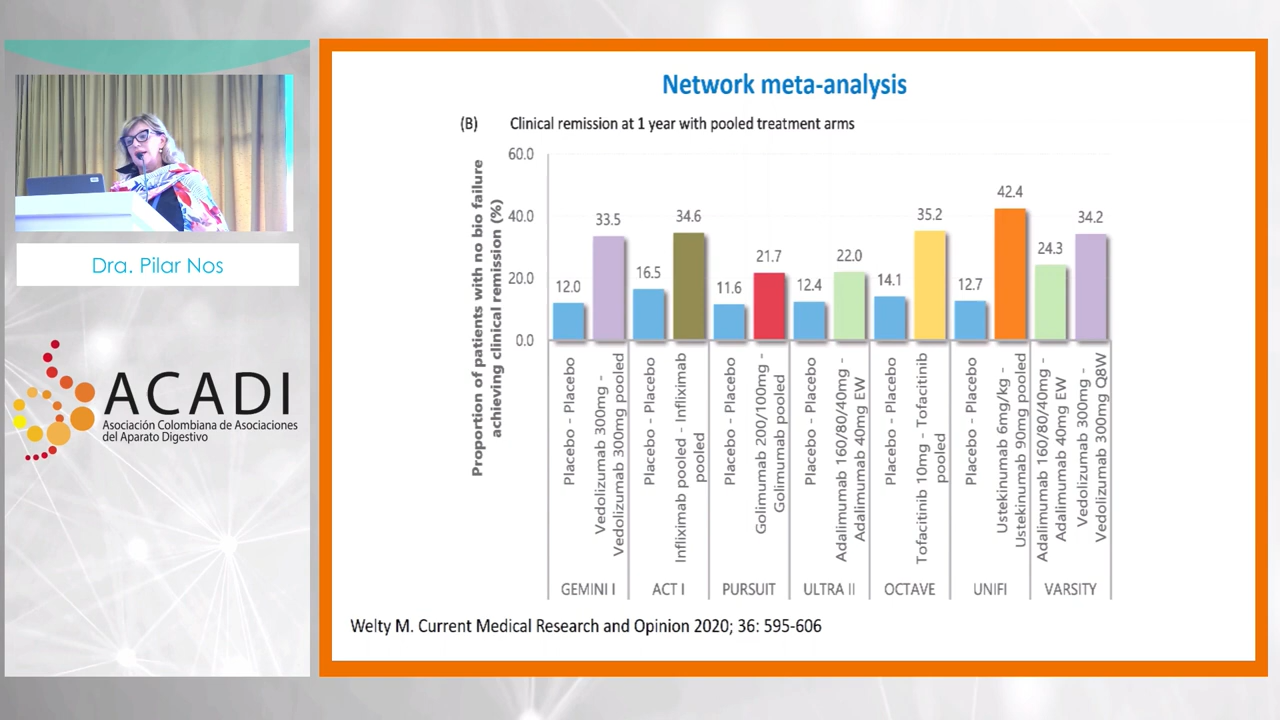 Network meta-analysis
(B) Clinical remission at 1 year with pooled treatment arms
Proportion of patients with no bio failure
achieving clinical remission (%)
60.0
40.0
20.0
0.0
12.0
33.5
16.5
34.6
11.6
21.7
12.4
22.0
14.1
35.2
12.7
42.4
24.3
34.2
Placebo - Placebo
Vedolizumab 300mg -
Vedolizumab 300mg pooled
Placebo - Placebo
Infliximab pooled - Infliximab
pooled
Placebo - Placebo
Golimumab 200/100mg -
Golimumab pooled
Placebo - Placebo
Adalimumab 160/80/40mg -
Adalimumab 40mg EW
Placebo - Placebo
Tofacitinib 10mg - Tofacitinib
pooled
Placebo - Placebo
Ustekinumab 6mg/kg -
Ustekinumab 90mg pooled
Adalimumab 160/80/40mg -
Adalimumab 40mg EW
Vedolizumab 300mg -
Vedolizumab 300mg Q8W
GEMINI I
ACT I
PURSUIT
ULTRA II
OCTAVE
UNIFI
VARSITY
Welty M. Current Medical Research and Opinion 2020; 36: 595-606
Dra. Pilar Nos
ACADI
Asociación Colombiana de Asociaciones
del Aparato Digestivo